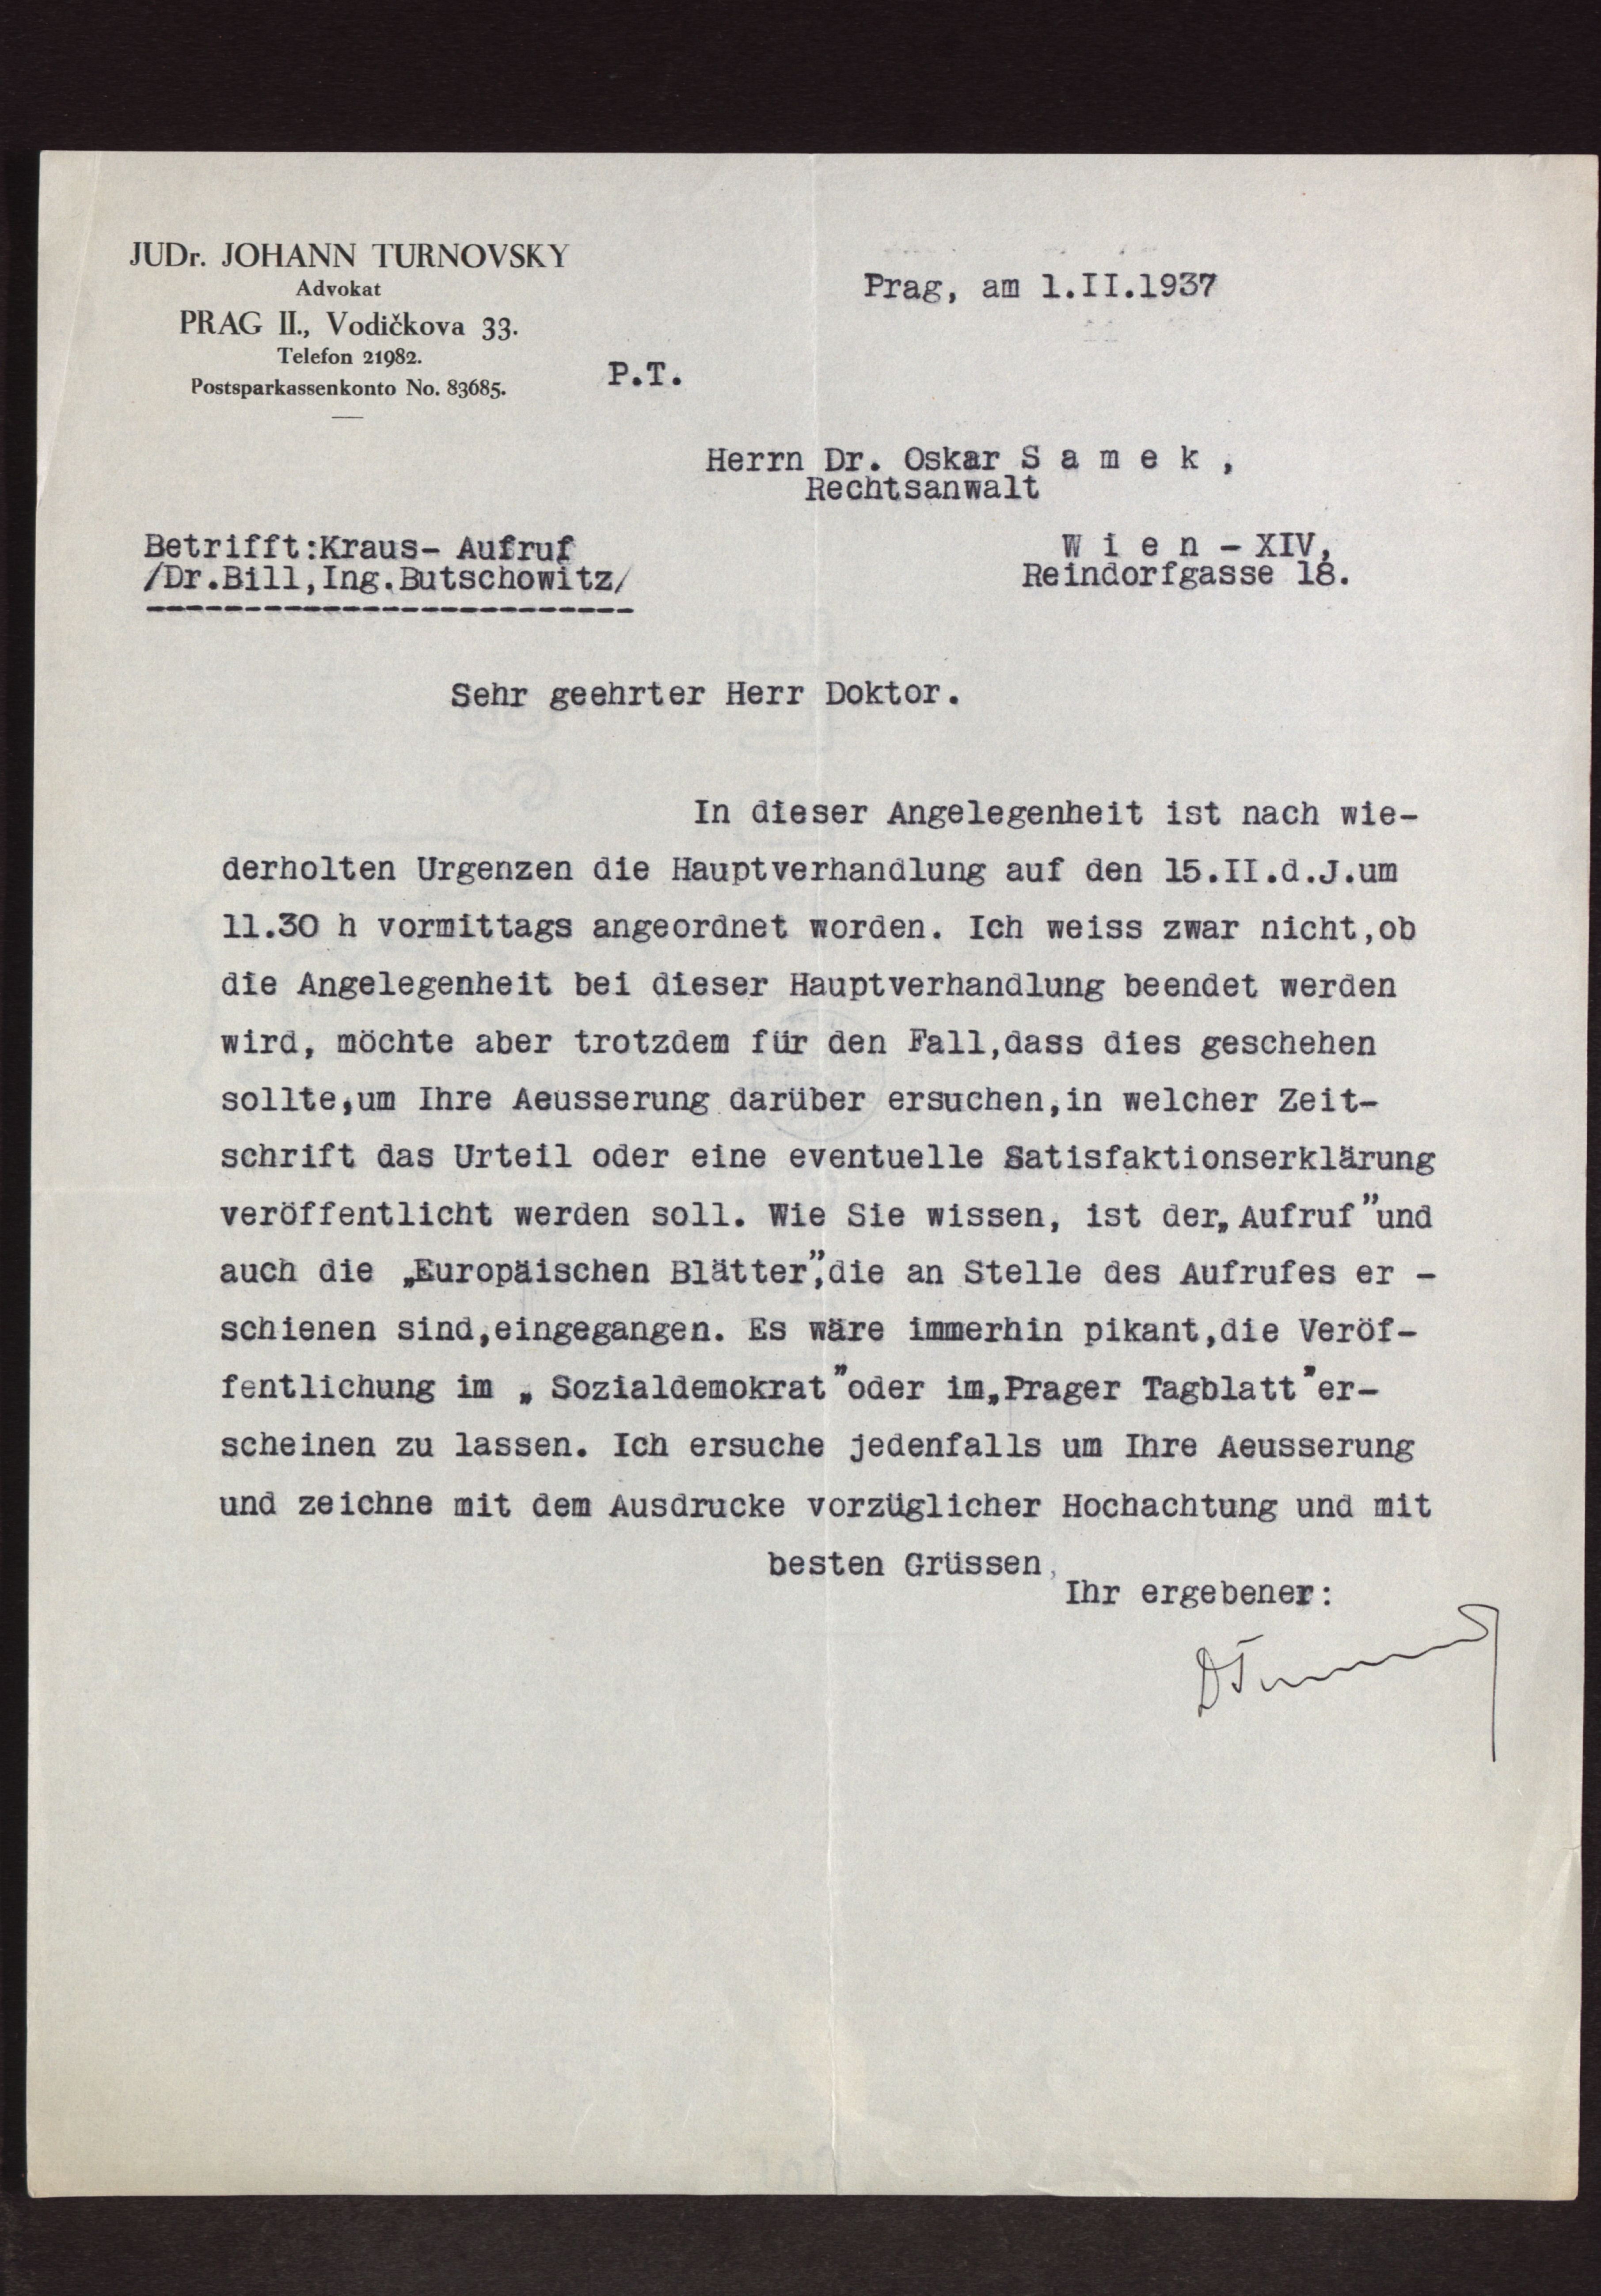 JUDr. JOHANN TURNOVSKY
Advokat
PRAG II., Vodičkova 33.
Telefon 21982.
Postsparkassenkonto No. 83685.
Prag, am 1.II.1937
P.T.
Herrn Dr. Oskar S a m e k ,
Rechtsanwalt
W i e n - XIV,
Reindorfgasse 18.
Betrifft:Kraus- Aufruf
/Dr.Bill,Ing.Butschowitz/
Sehr geehrter Herr Doktor.
In dieser Angelegenheit ist nach wie-
derholten Urgenzen die Hauptverhandlung auf den 15.II.d.J.um
11.30 h vormittags angeordnet worden. Ich weiss zwar nicht,ob
die Angelegenheit bei dieser Hauptverhandlung beendet werden
wird, möchte aber trotzdem für den Fall,dass dies geschehen
sollte,um Ihre Aeusserung darüber ersuchen,in welcher Zeit-
schrift das Urteil oder eine eventuelle Satisfaktionserklärung
veröffentlicht werden soll. Wie Sie wissen, ist der„ Aufruf"und
auch die „Europäischen Blätter",die an Stelle des Aufrufes er -
schienen sind,eingegangen. Es wäre immerhin pikant,die Veröf-
fentlichung im „ Sozialdemokrat"oder im„Prager Tagblatt"er-
scheinen zu lassen. Ich ersuche jedenfalls um Ihre Aeusserung
und zeichne mit dem Ausdrucke vorzüglicher Hochachtung und mit
besten Grüssen,
Ihr ergebener: